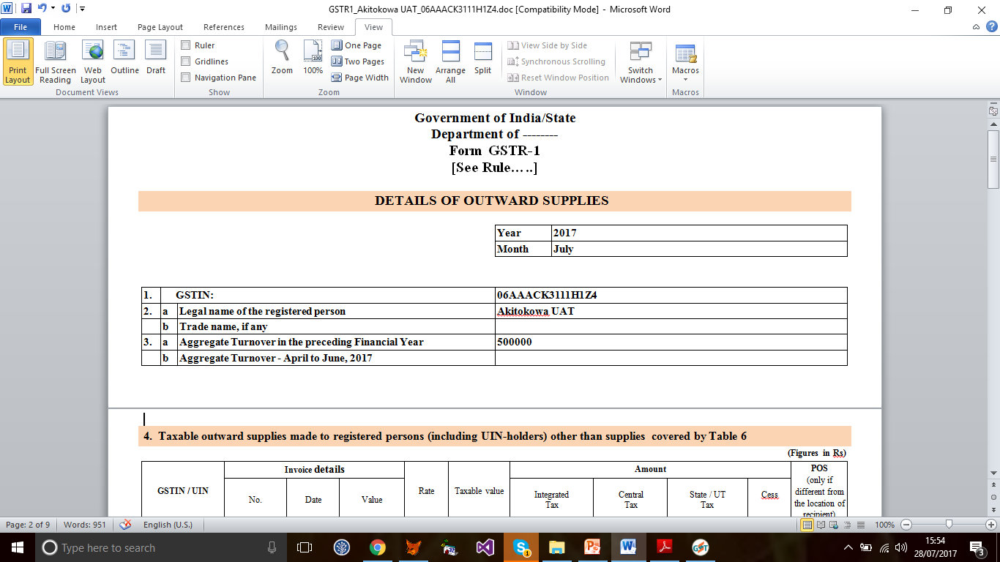 GSTR1_Akitokowa UAT_06AAACK3111H1Z4.doc [Compatibility Mode] - Microsoft Word
File Home Insert Page Layout References Mailings Review View
Print Layout
Full Screen Reading
Web Layout
Outline
Draft
Document Views
Ruler
Gridlines
Navigation Pane
Show
Zoom
100
100%
One Page
Two Pages
Page Width
Zoom
New Window
Arrange All
Split
View Side by Side
Synchronous Scrolling
Reset Window Position
Window
Switch Windows
Macros
Macros
Government of India/State
Department of --------
Form GSTR-1
[See Rule…..]
DETAILS OF OUTWARD SUPPLIES
Year 2017
Month July
1. GSTIN: 06AAACK3111H1Z4
2. a Legal name of the registered person Akitokowa UAT
b Trade name, if any
3. a Aggregate Turnover in the preceding Financial Year 500000
b Aggregate Turnover - April to June, 2017
4. Taxable outward supplies made to registered persons (including UIN-holders) other than supplies covered by Table 6
(Figures in Rs)
GSTIN / UIN
Invoice details
No. Date Value
Rate
Taxable value
Amount
Integrated Tax
Central Tax
State / UT Tax
Cess
POS
(only if
different from
the location of
recipient)
Page: 2 of 9 Words: 951 English (U.S.) 100%
Type here to search
15:54
28/07/2017
3